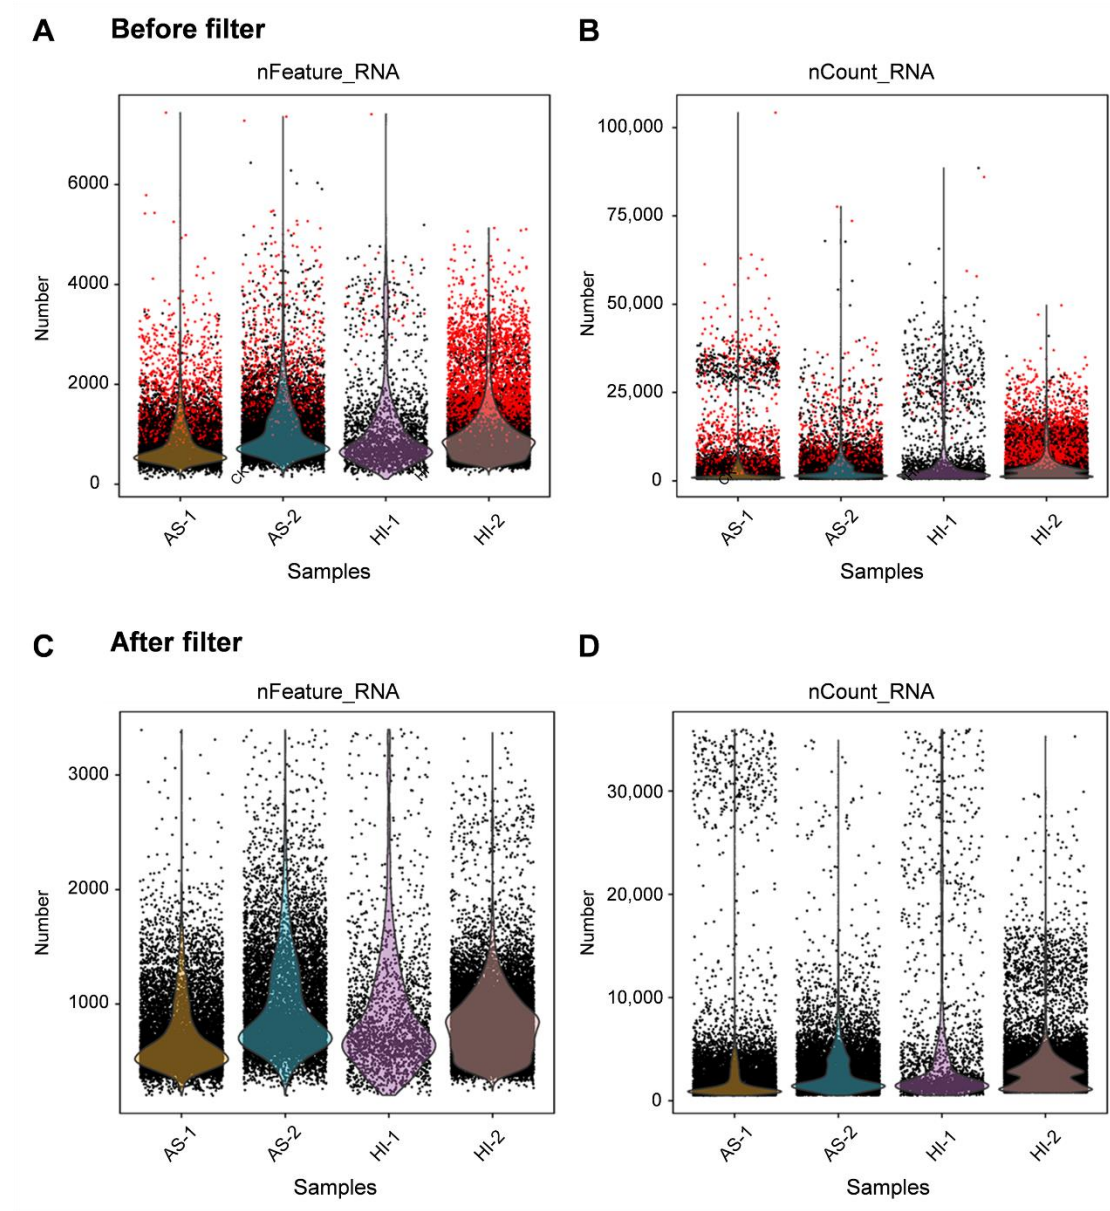 A Before filter
nFeature_RNA
Number
6000
4000
2000
0
AS-1
AS-2
HI-1
HI-2
Samples
B
nCount_RNA
Number
100,000
75,000
50,000
25,000
0
AS-1
AS-2
HI-1
HI-2
Samples
C After filter
nFeature_RNA
Number
3000
2000
1000
AS-1
AS-2
HI-1
HI-2
Samples
D
nCount_RNA
Number
30,000
20,000
10,000
0
AS-1
AS-2
HI-1
HI-2
Samples